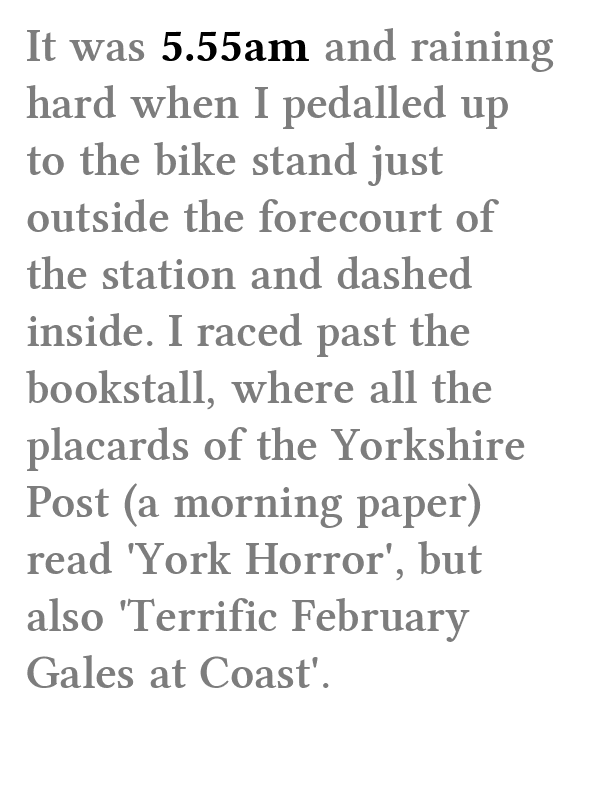 It was 5.55am and raining
hard when I pedalled up
to the bike stand just
outside the forecourt of
the station and dashed
inside. I raced past the
bookstall, where all the
placards of the Yorkshire
Post (a morning paper)
read 'York Horror', but
also 'Terrific February
Gales at Coast'.